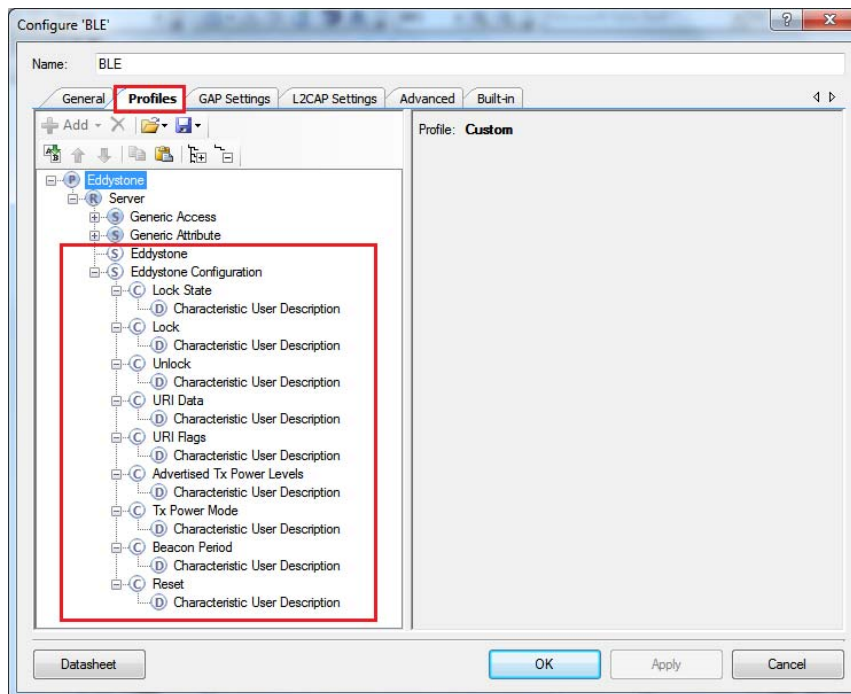 Configure 'BLE'
Name: BLE
General Profiles GAP Settings L2CAP Settings Advanced Built-in
Add
Profile: Custom
P Eddystone
R Server
S Generic Access
S Generic Attribute
S Eddystone
S Eddystone Configuration
C Lock State
D Characteristic User Description
C Lock
D Characteristic User Description
C Unlock
D Characteristic User Description
C URI Data
D Characteristic User Description
C URI Flags
D Characteristic User Description
C Advertised Tx Power Levels
D Characteristic User Description
C Tx Power Mode
D Characteristic User Description
C Beacon Period
D Characteristic User Description
C Reset
D Characteristic User Description
Datasheet OK Apply Cancel